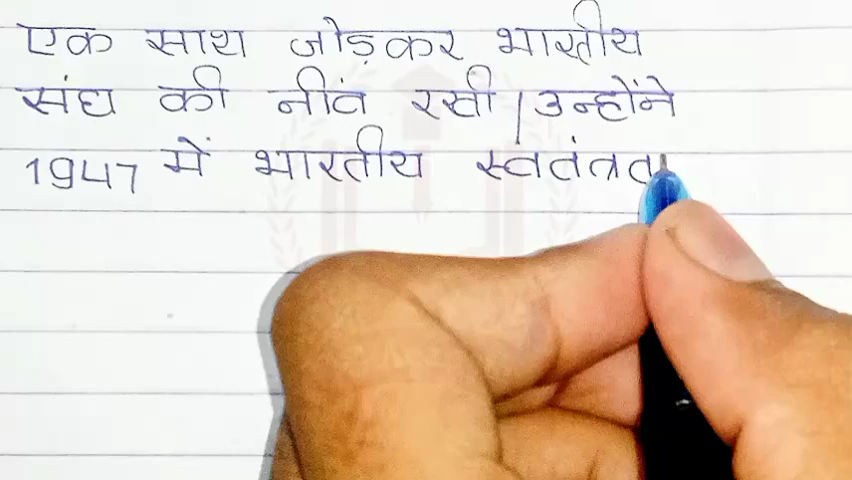 एक साथ जोड़कर भारतीय
संघ की नींव रखी | उन्होंने
1947 में भारतीय स्वतंत्रत